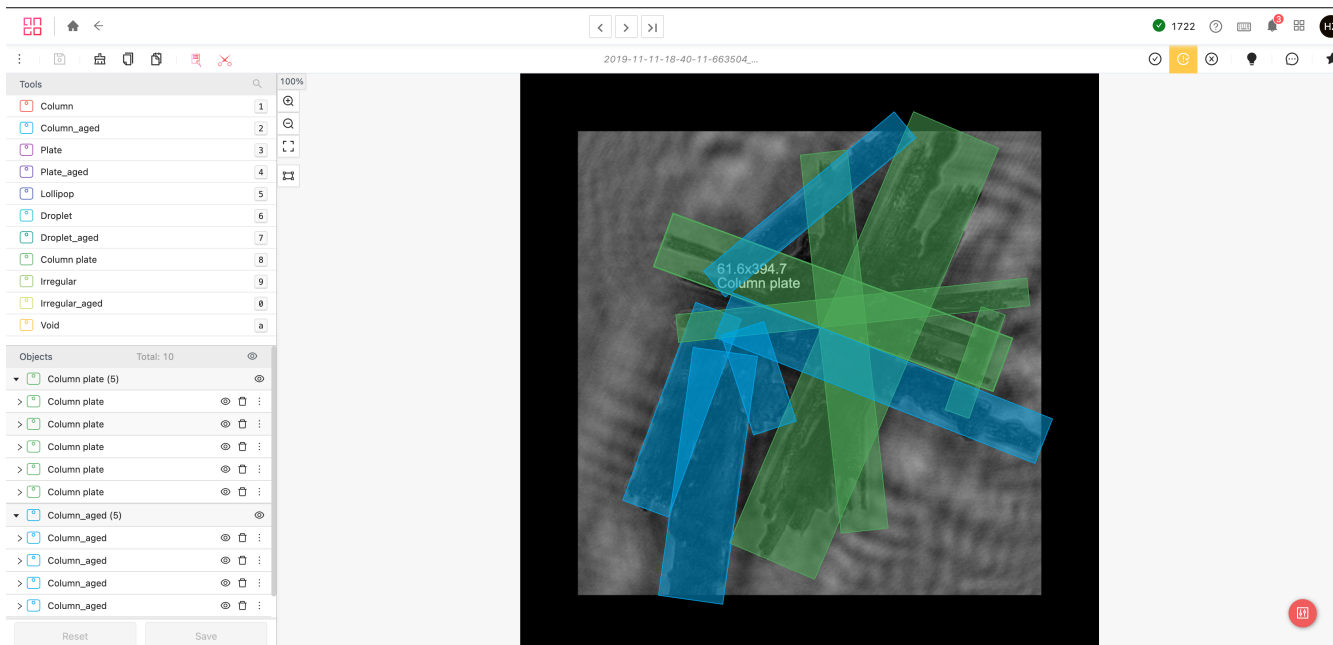 1722
3
HX
2019-11-11-18-40-11-663504_...
Tools
100%
Column 1
Column_aged 2
Plate 3
Plate_aged 4
Lollipop 5
Droplet 6
Droplet_aged 7
Column plate 8
Irregular 9
Irregular_aged 0
Void a
Objects Total: 10
Column plate (5)
Column plate
Column plate
Column plate
Column plate
Column plate
Column_aged (5)
Column_aged
Column_aged
Column_aged
Column_aged
Reset Save
61.6x394.7
Column plate